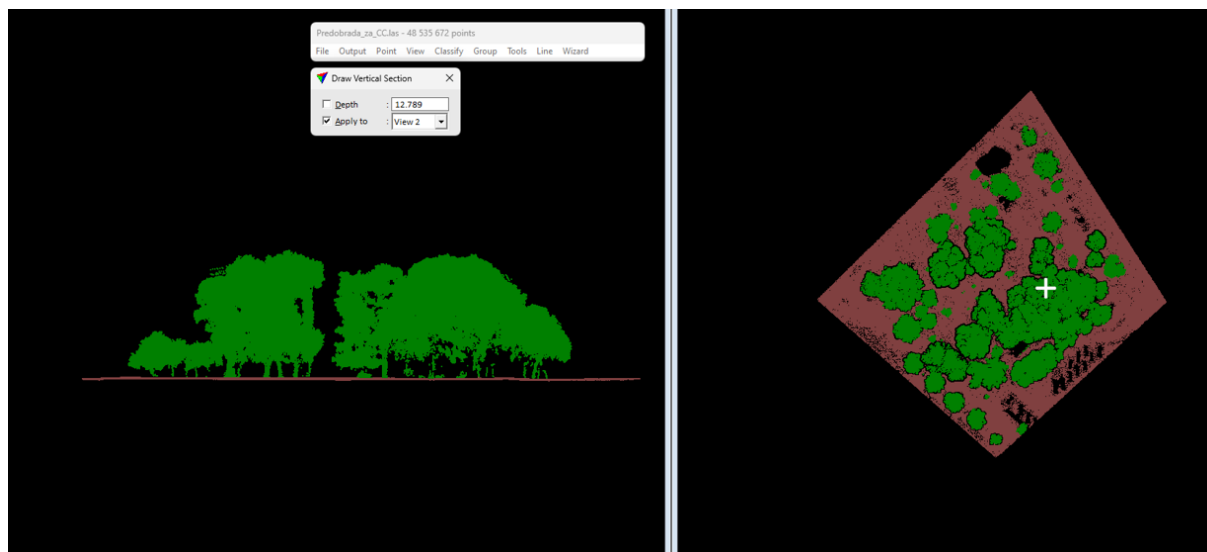 Predobrada_za_CC.las - 48 535 672 points
File Output Point View Classify Group Tools Line Wizard
Draw Vertical Section
Depth : 12.789
Apply to : View 2